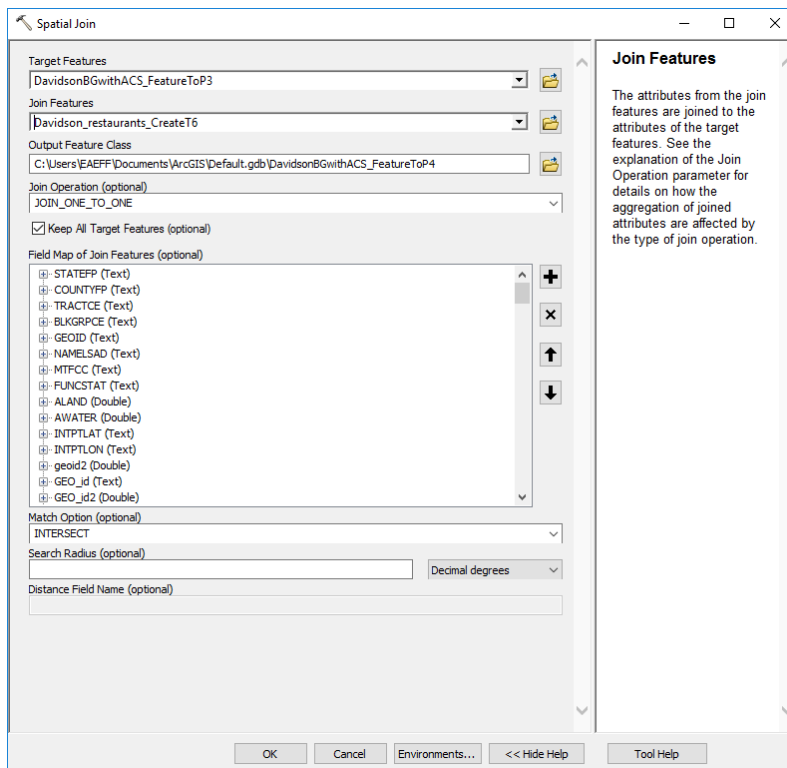 Spatial Join
Target Features
DavidsonBGwithACS_FeatureToP3
Join Features
Davidson_restaurants_CreateT6
Output Feature Class
C:\Users\EAEFF\Documents\ArcGIS\Default.gdb\DavidsonBGwithACS_FeatureToP4
Join Operation (optional)
JOIN_ONE_TO_ONE
Keep All Target Features (optional)
Field Map of Join Features (optional)
STATEFP (Text)
COUNTYFP (Text)
TRACTCE (Text)
BLKGRPCE (Text)
GEOID (Text)
NAMELSAD (Text)
MTFCC (Text)
FUNCSTAT (Text)
ALAND (Double)
AWATER (Double)
INTPTLAT (Text)
INTPTLON (Text)
geoid2 (Double)
GEO_id (Text)
GEO_id2 (Double)
Match Option (optional)
INTERSECT
Search Radius (optional)
Decimal degrees
Distance Field Name (optional)
OK Cancel Environments... << Hide Help Tool Help
Join Features
The attributes from the join
features are joined to the
attributes of the target
features. See the
explanation of the Join
Operation parameter for
details on how the
aggregation of joined
attributes are affected by
the type of join operation.